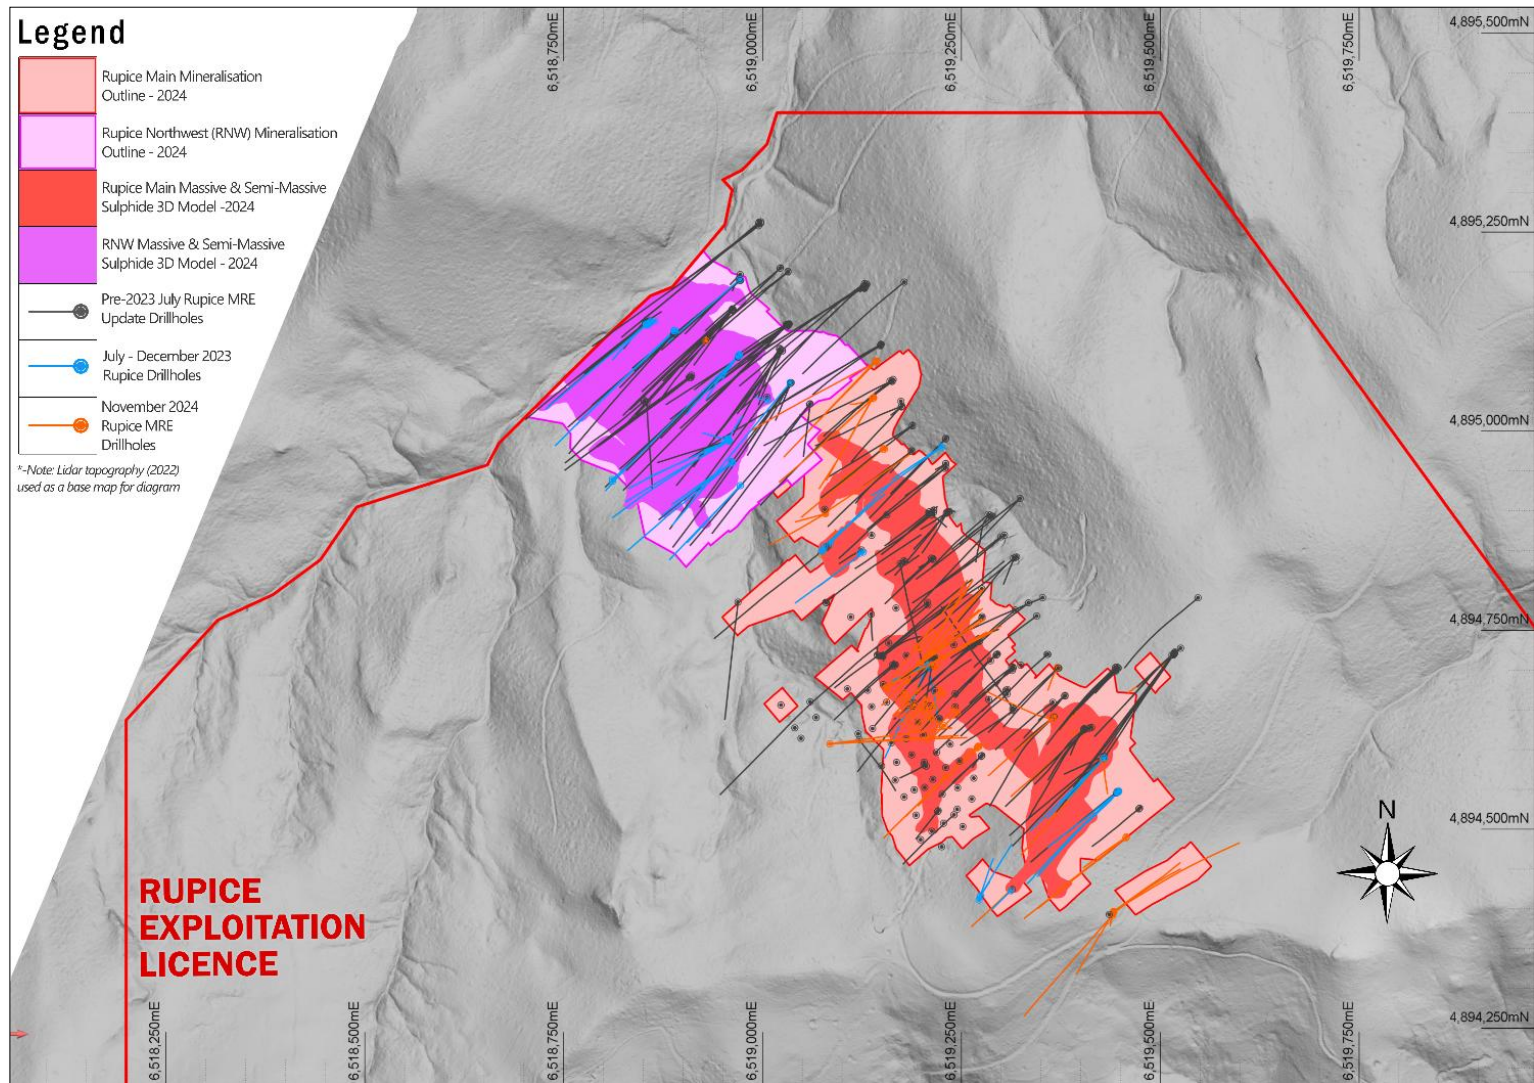 Legend
Rupice Main Mineralisation
Outline - 2024
Rupice Northwest (RNW) Mineralisation
Outline - 2024
Rupice Main Massive & Semi-Massive
Sulphide 3D Model -2024
RNW Massive & Semi-Massive
Sulphide 3D Model - 2024
Pre-2023 July Rupice MRE
Update Drillholes
July - December 2023
Rupice Drillholes
November 2024
Rupice MRE
Drillholes
*-Note: Lidar topography (2022)
used as a base map for diagram
6,518,750mE
6,519,000mE
6,519,250mE
6,519,500mE
6,519,750mE
4,895,500mN
4,895,250mN
4,895,000mN
4,894,750mN
4,894,500mN
4,894,250mN
N
RUPICE
EXPLOITATION
LICENCE
6,518,250mE
6,518,500mE
6,518,750mE
6,519,000mE
6,519,250mE
6,519,500mE
6,519,750mE